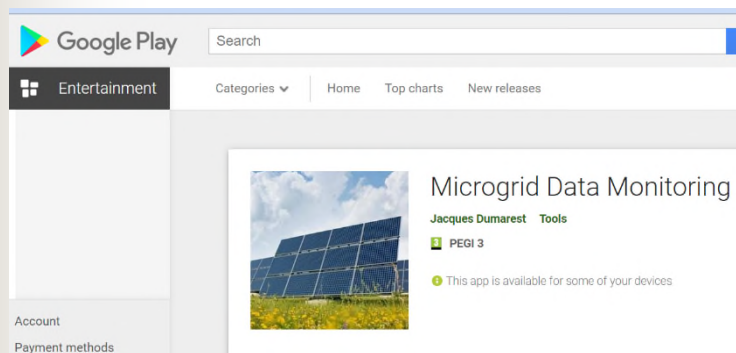 Google Play
Search
Entertainment
Categories
Home
Top charts
New releases
Microgrid Data Monitoring
Jacques Dumarest Tools
3 PEGI 3
This app is available for some of your devices
Account
Payment methods